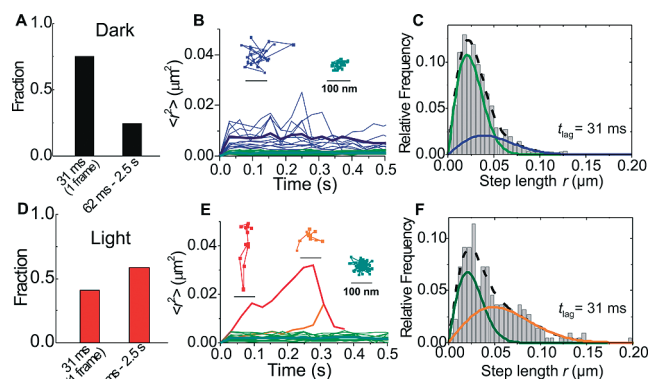 A
Dark
1.0
0.5
0.0
Fraction
31 ms
(1 frame)
62 ms - 2.5 s
B
<r²> (μm²)
0.050
0.025
0.000
100 nm
0.0 0.1 0.2 0.3 0.4 0.5
Time (s)
C
Relative Frequency
0.10
0.05
0.00
tlag = 31 ms
0.00 0.05 0.10 0.15 0.20
Step length r (μm)
D
Light
1.0
0.5
0.0
Fraction
31 ms
(1 frame)
ms - 2.5 s
E
<r²> (μm²)
0.04
0.02
0.00
100 nm
0.0 0.1 0.2 0.3 0.4 0.5
Time (s)
F
Relative Frequency
0.10
0.05
0.00
tlag = 31 ms
0.00 0.05 0.10 0.15 0.20
Step length r (μm)